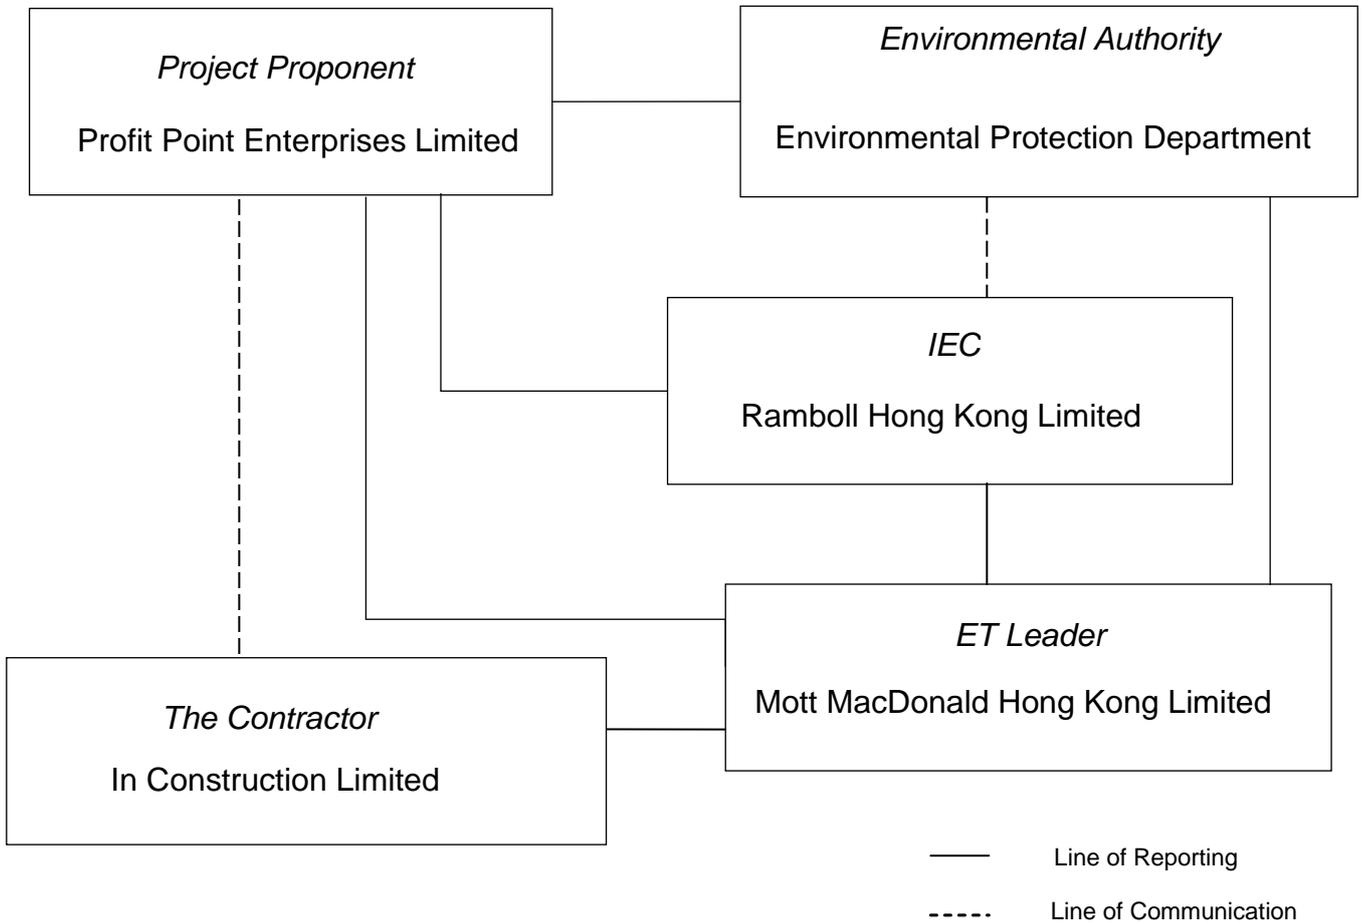 Project Proponent
Profit Point Enterprises Limited
Environmental Authority
Environmental Protection Department
IEC
Ramboll Hong Kong Limited
ET Leader
Mott MacDonald Hong Kong Limited
The Contractor
In Construction Limited
Line of Reporting
Line of Communication